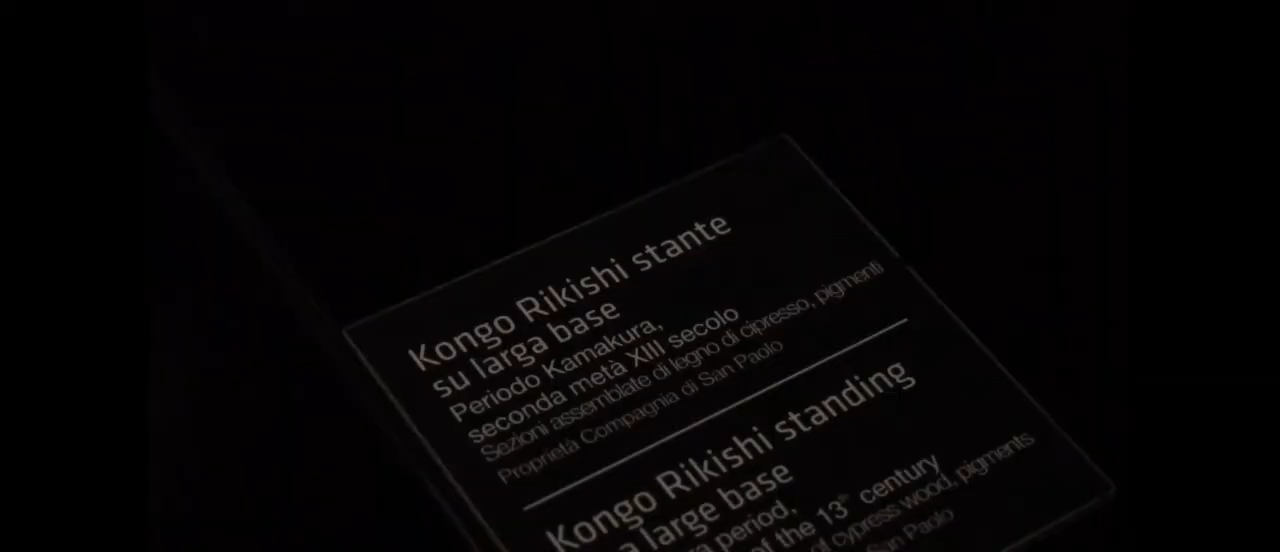 Kongo Rikishi stante
su larga base
Periodo Kamakura,
seconda metà XIII secolo
Sezioni assemblate di legno di cipresso, pigmenti
Proprietà Compagnia di San Paolo
Kongo Rikishi standing
a large base
period,
of the 13th century
of cypress wood, pigments
San Paolo